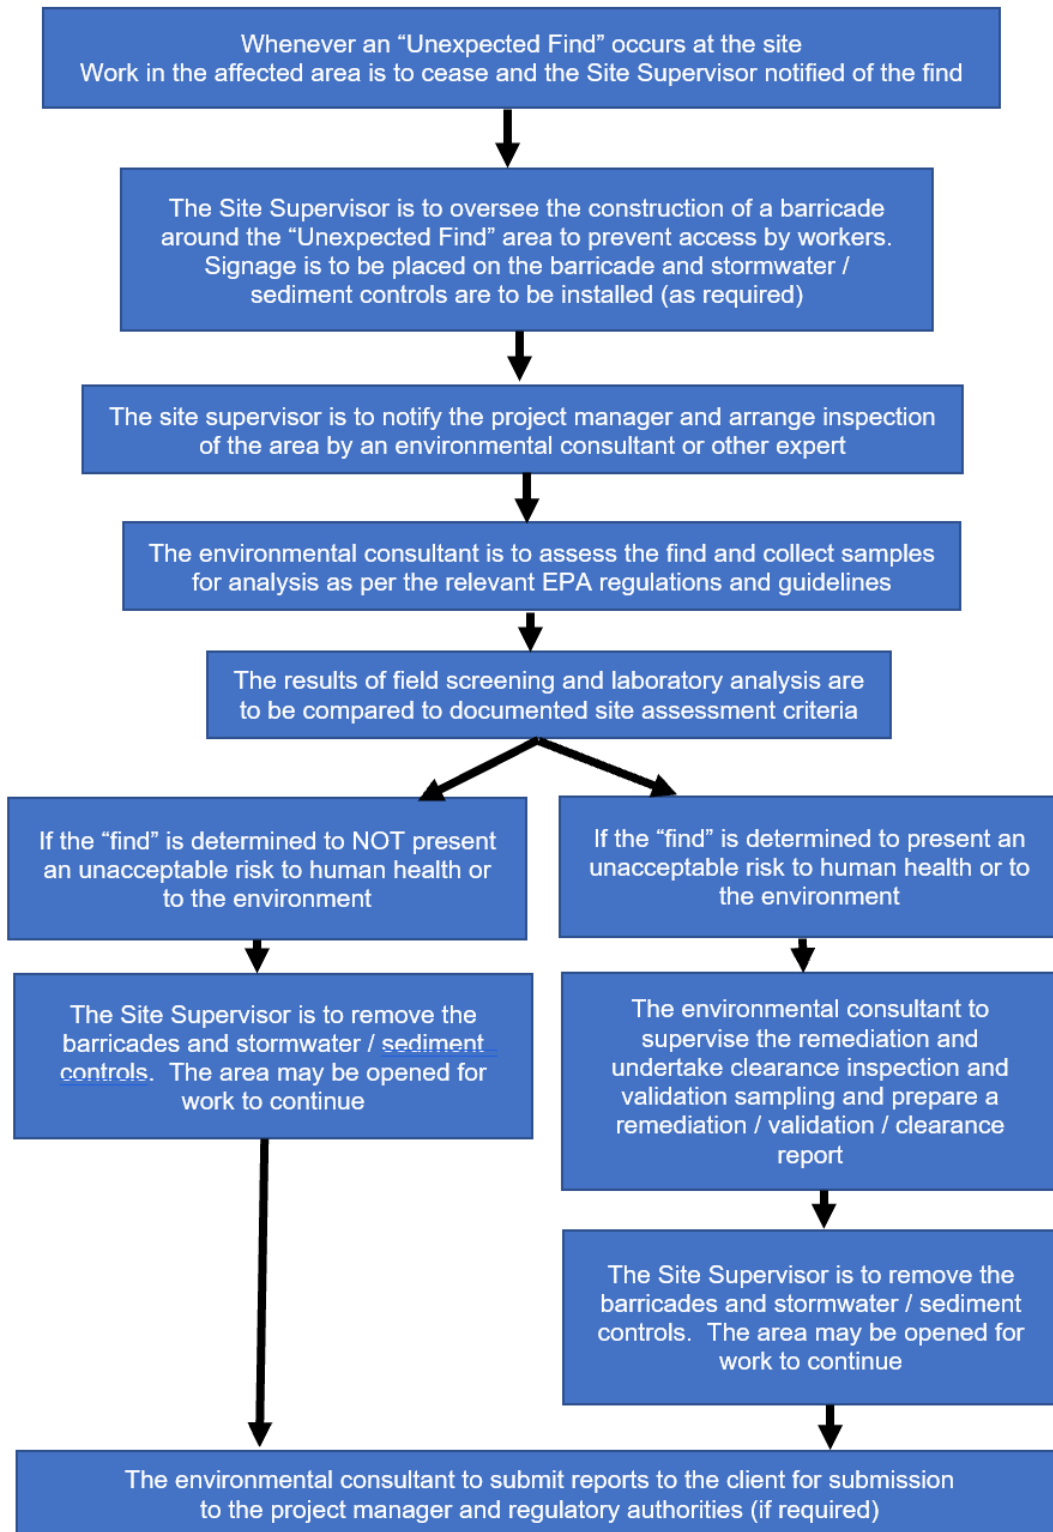 Whenever an “Unexpected Find” occurs at the site
Work in the affected area is to cease and the Site Supervisor notified of the find
The Site Supervisor is to oversee the construction of a barricade
around the “Unexpected Find” area to prevent access by workers.
Signage is to be placed on the barricade and stormwater /
sediment controls are to be installed (as required)
The site supervisor is to notify the project manager and arrange inspection
of the area by an environmental consultant or other expert
The environmental consultant is to assess the find and collect samples
for analysis as per the relevant EPA regulations and guidelines
The results of field screening and laboratory analysis are
to be compared to documented site assessment criteria
If the “find” is determined to NOT present
an unacceptable risk to human health or
to the environment
If the “find” is determined to present an
unacceptable risk to human health or to
the environment
The Site Supervisor is to remove the
barricades and stormwater / sediment
controls.  The area may be opened for
work to continue
The environmental consultant to
supervise the remediation and
undertake clearance inspection and
validation sampling and prepare a
remediation / validation / clearance
report
The Site Supervisor is to remove the
barricades and stormwater / sediment
controls.  The area may be opened for
work to continue
The environmental consultant to submit reports to the client for submission
to the project manager and regulatory authorities (if required)